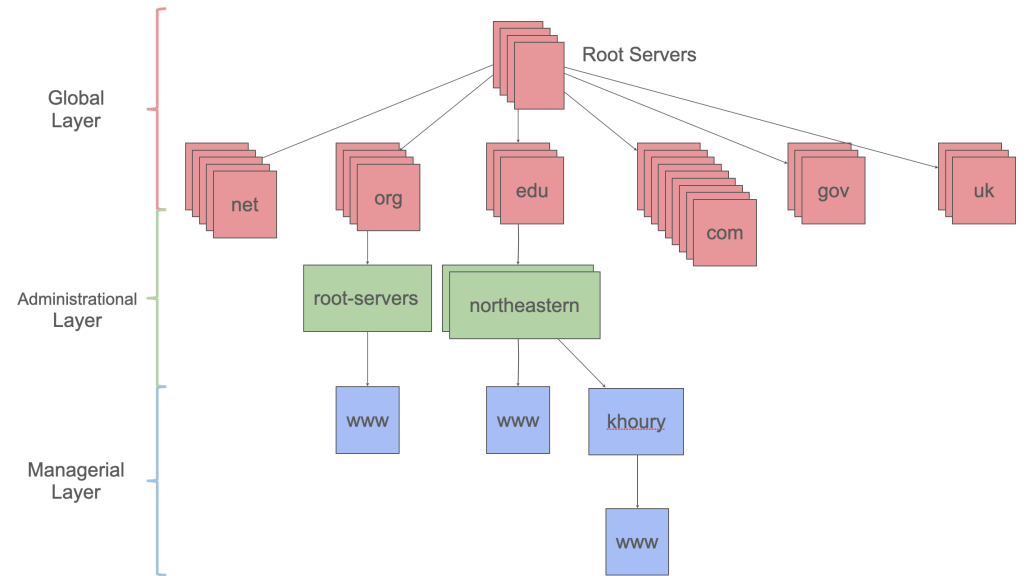 Root Servers
Global
Layer
net
org
edu
com
gov
uk
Administrational
Layer
root-servers
northeastern
www
www
khoury
Managerial
Layer
www